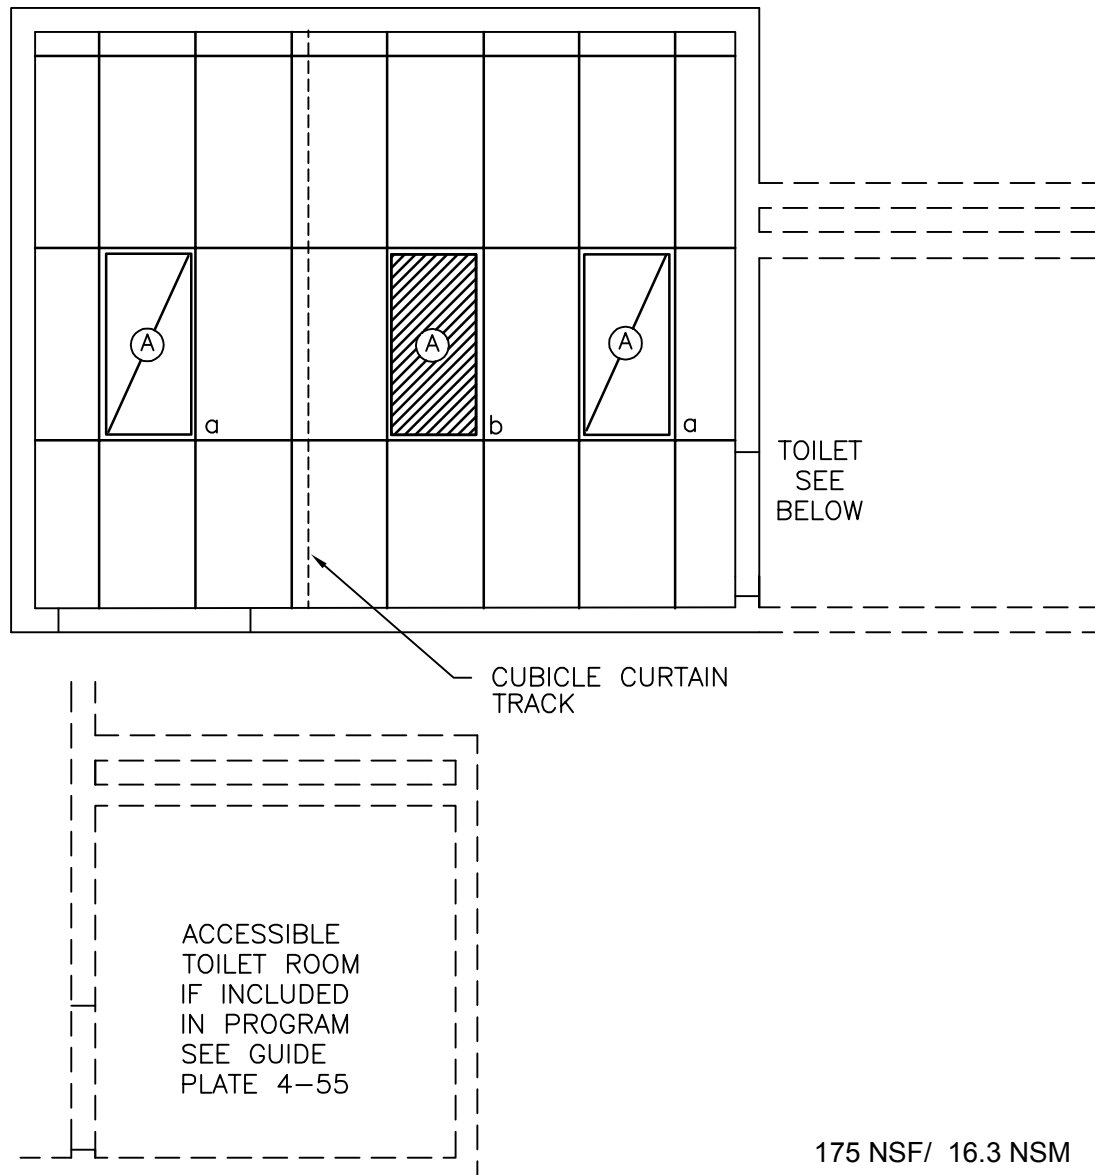 A
a
A
b
A
a
TOILET
SEE
BELOW
CUBICLE CURTAIN
TRACK
ACCESSIBLE
TOILET ROOM
IF INCLUDED
IN PROGRAM
SEE GUIDE
PLATE 4-55
175 NSF/ 16.3 NSM